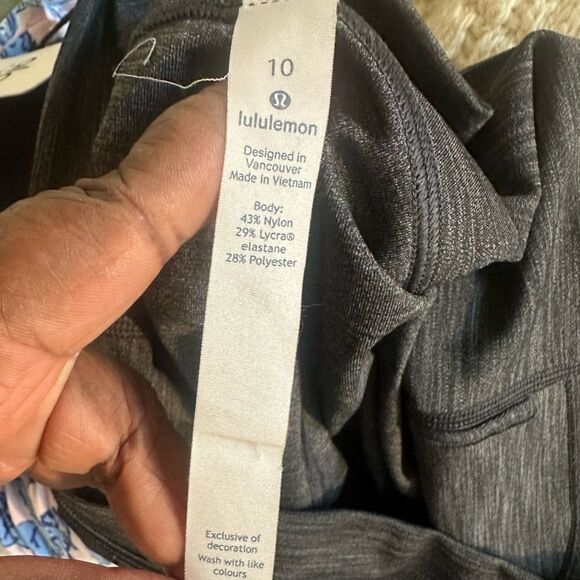 10
lululemon
Designed in
Vancouver
Made in Vietnam
Body:
43% Nylon
29% Lycra®
elastane
28% Polyester
Exclusive of
decoration
Wash with like
colours